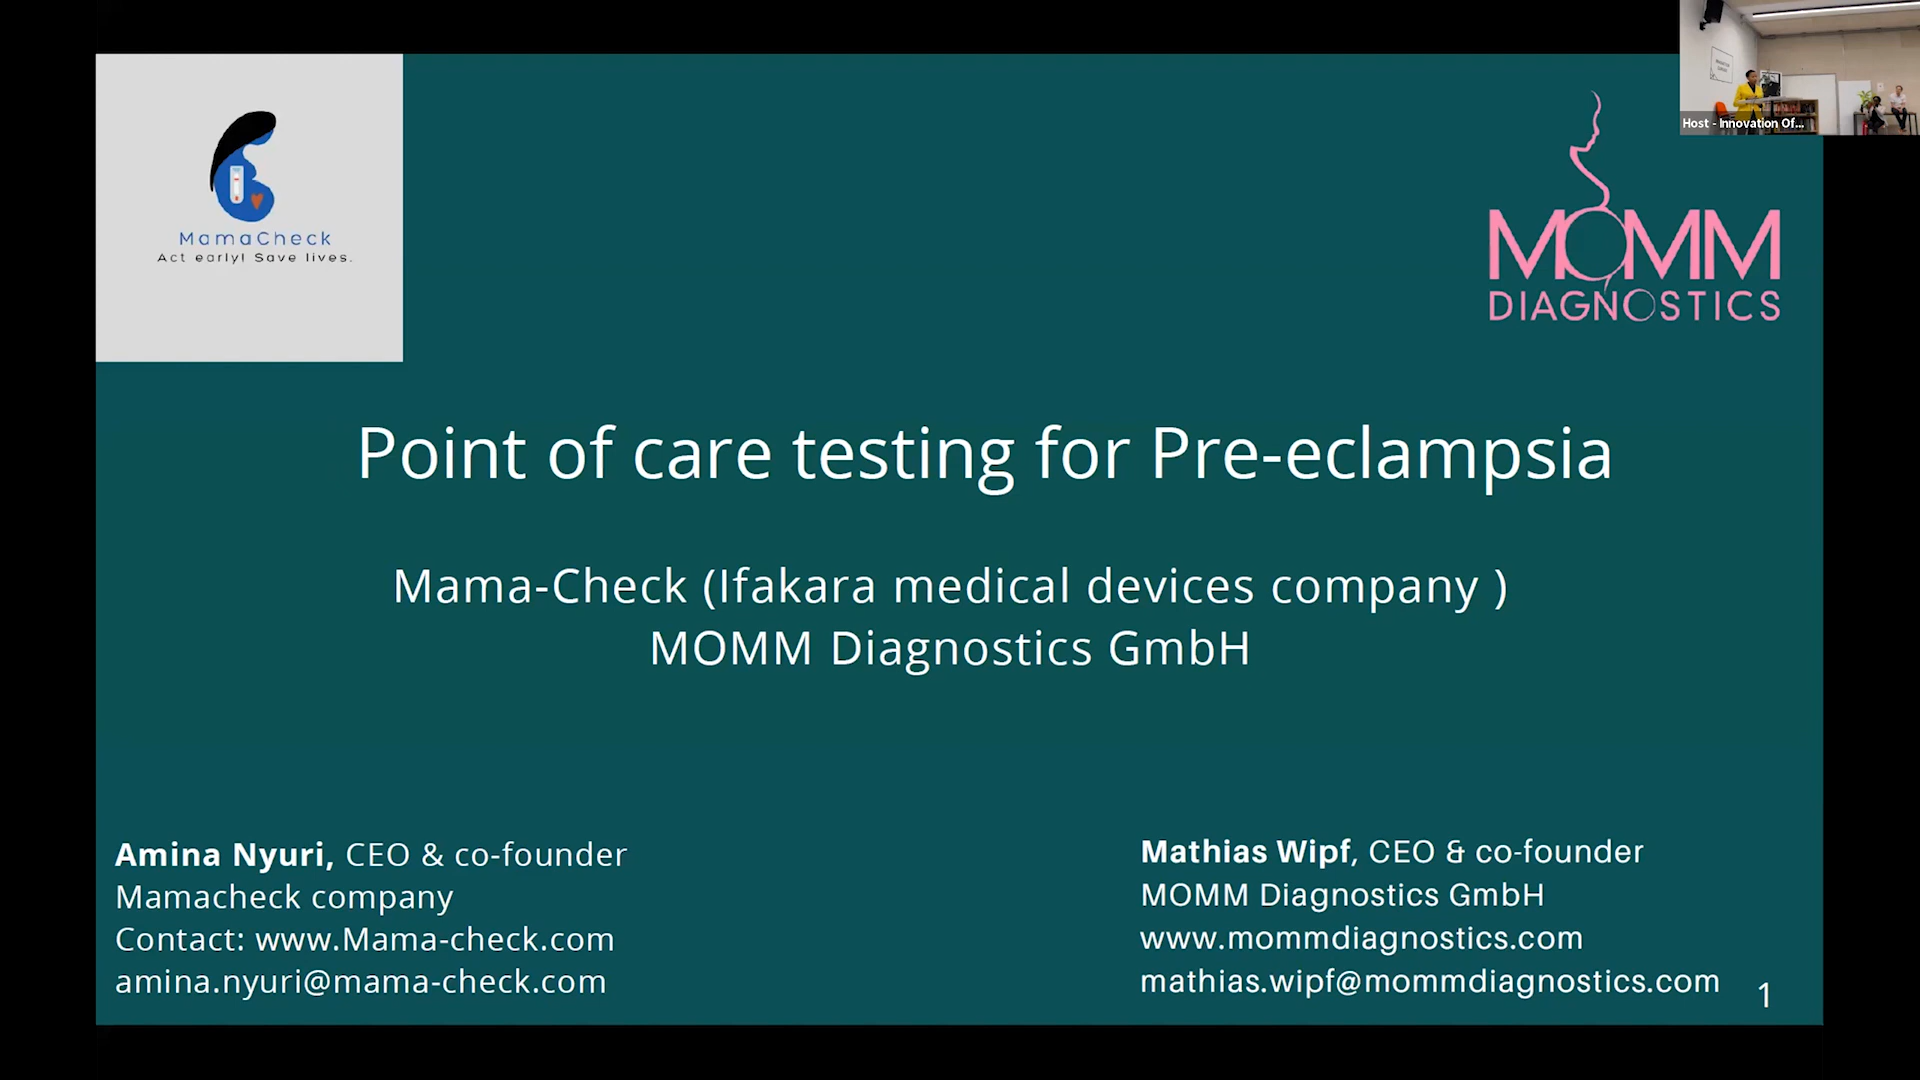 MamaCheck
Act early! Save lives.
MOMM
DIAGNOSTICS
Host - Innovation Of...
Point of care testing for Pre-eclampsia
Mama-Check (Ifakara medical devices company )
MOMM Diagnostics GmbH
Amina Nyuri, CEO & co-founder
Mamacheck company
Contact: www.Mama-check.com
amina.nyuri@mama-check.com
Mathias Wipf, CEO & co-founder
MOMM Diagnostics GmbH
www.mommdiagnostics.com
mathias.wipf@mommdiagnostics.com
1